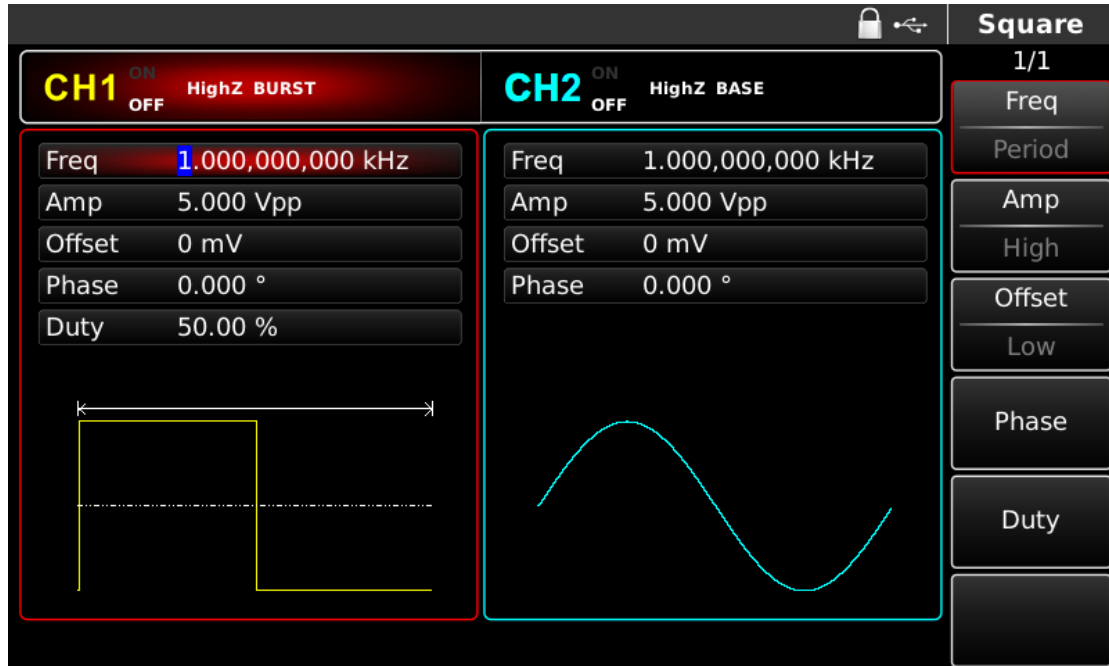 Square
1/1
CH1 ON OFF HighZ BURST
CH2 ON OFF HighZ BASE
Freq 1.000,000,000 kHz
Amp 5.000 Vpp
Offset 0 mV
Phase 0.000 °
Duty 50.00 %
Freq 1.000,000,000 kHz
Amp 5.000 Vpp
Offset 0 mV
Phase 0.000 °
Freq
Period
Amp
High
Offset
Low
Phase
Duty